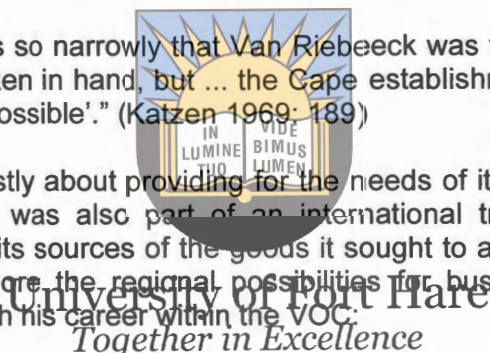 s so narrowly that Van Riebeeck was
ken in hand, but ... the Cape establishm
ossible'." (Katzen 1969: 189)
IN
LUMINE
TUO
VIDE
BIMUS
LUMEN
stly about providing for the needs of it
was also part of an international tr
its sources of the goods it sought to a
ore the regional possibilities for bus
h his career within the VOC:
University of Fort Hare
Together in Excellence